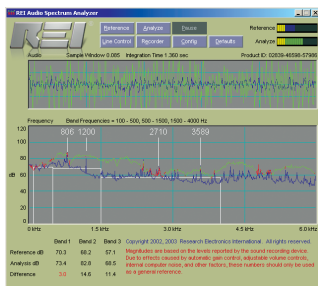 REI Audio Spectrum Analyzer
REI
Reference Analyze Pause Reference
Line Control Recorder Config Defaults Analyze
Audio Sample Window 0.085 Integration Time 1.360 sec Product ID: 02839-46598-57986
Frequency Band Frequencies = 100 - 500, 500 - 1500, 1500 - 4000 Hz
120
806 1200 2710 3589
100
80
dB 60
40
20
0
0 kHz 1.5 kHz 3.0 kHz 4.5 kHz 6.0 kHz
Band 1 Band 2 Band 3 Copyright 2002, 2003 Research Electronics International. All rights reserved.
Reference dB 70.3 68.2 57.1 Magnitudes are based on the levels reported by the sound recording device.
Due to effects caused by automatic gain control, adjustable volume controls,
Analysis dB 73.4 82.8 68.5 internal computer noise, and other factors, these numbers should only be used
Difference 3.0 14.6 11.4 as a general reference.